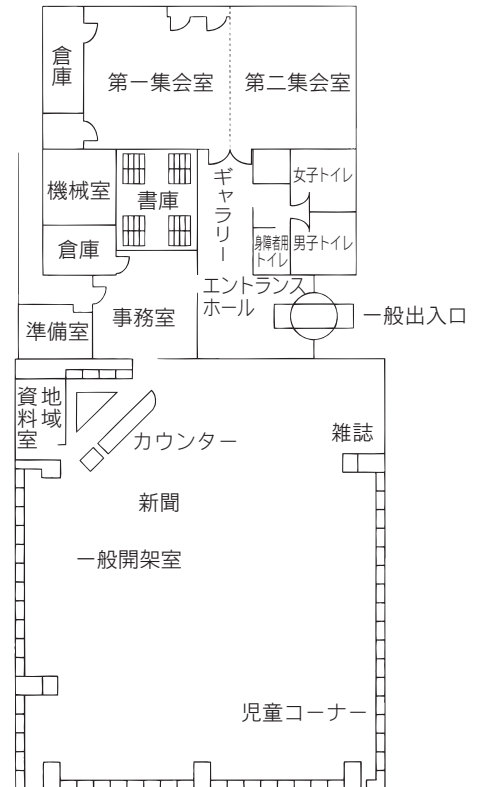 倉庫
第一集会室
第二集会室
機械室
書庫
ギャラリー
女子トイレ
倉庫
身障者用
トイレ
男子トイレ
エントランス
ホール
一般出入口
準備室
事務室
地域
資料室
カウンター
雑誌
新聞
一般開架室
児童コーナー